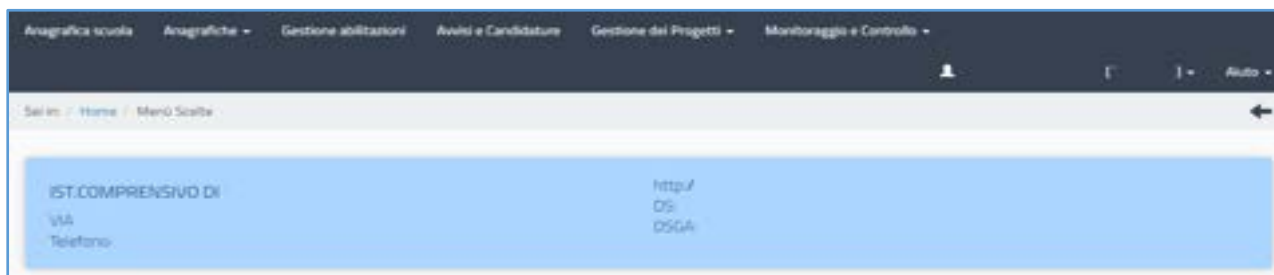 Anagrafica scuola Anagrafiche Gestione abilitazioni Avvisi e Candidature Gestione dei Progetti Monitoraggio e Controllo
[ ] Aiuto
Sei in: / Home / Menù Scelte
IST.COMPRENSIVO DI
VIA
Telefono:
http://
DS:
DSGA: